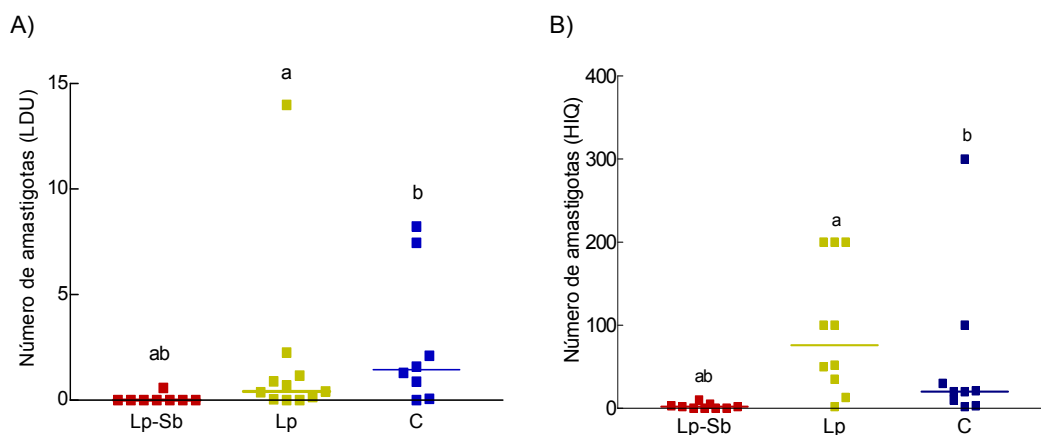 A)
Número de amastigotas (LDU)
15
10
5
0
a
b
ab
Lp-Sb Lp C
B)
Número de amastigotas (HIQ)
400
300
200
100
0
b
a
ab
Lp-Sb Lp C